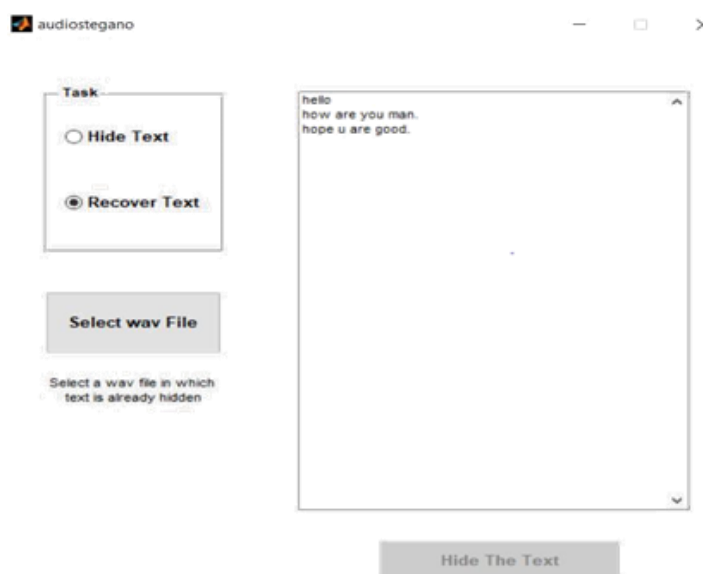 audiostegano
Task
Hide Text
Recover Text
Select wav File
Select a wav file in which
text is already hidden
hello
how are you man.
hope u are good.
Hide The Text